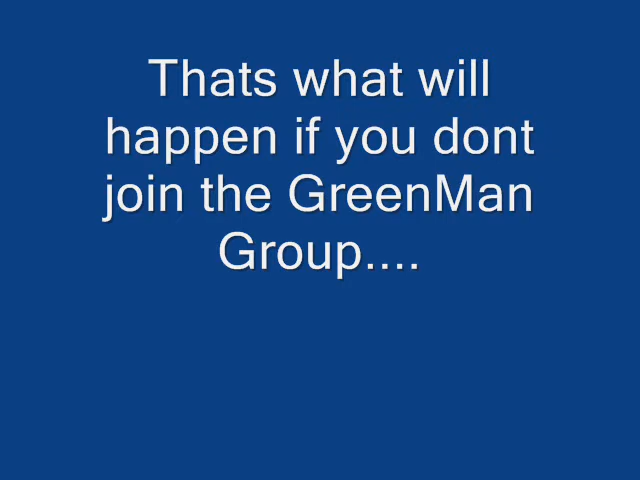 Thats what will
happen if you dont
join the GreenMan
Group....